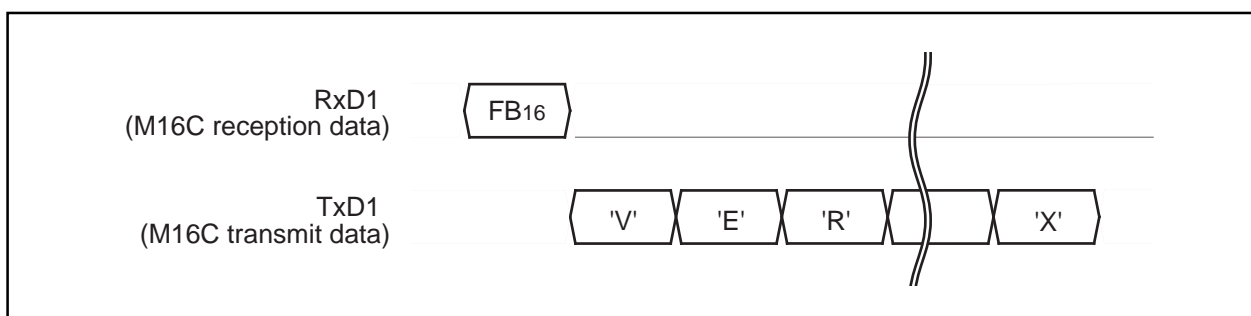 RxD1
(M16C reception data)
FB16
TxD1
(M16C transmit data)
'V' 'E' 'R' 'X'